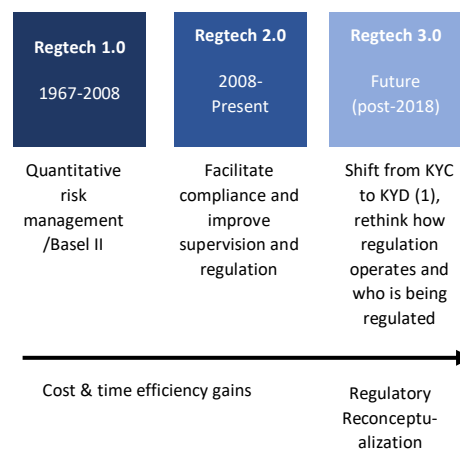 Regtech 1.0
1967-2008
Regtech 2.0
2008-
Present
Regtech 3.0
Future
(post-2018)
Quantitative
risk
management
/Basel II
Facilitate
compliance and
improve
supervision and
regulation
Shift from KYC
to KYD (1),
rethink how
regulation
operates and
who is being
regulated
Cost & time efficiency gains
Regulatory
Reconceptu-
alization